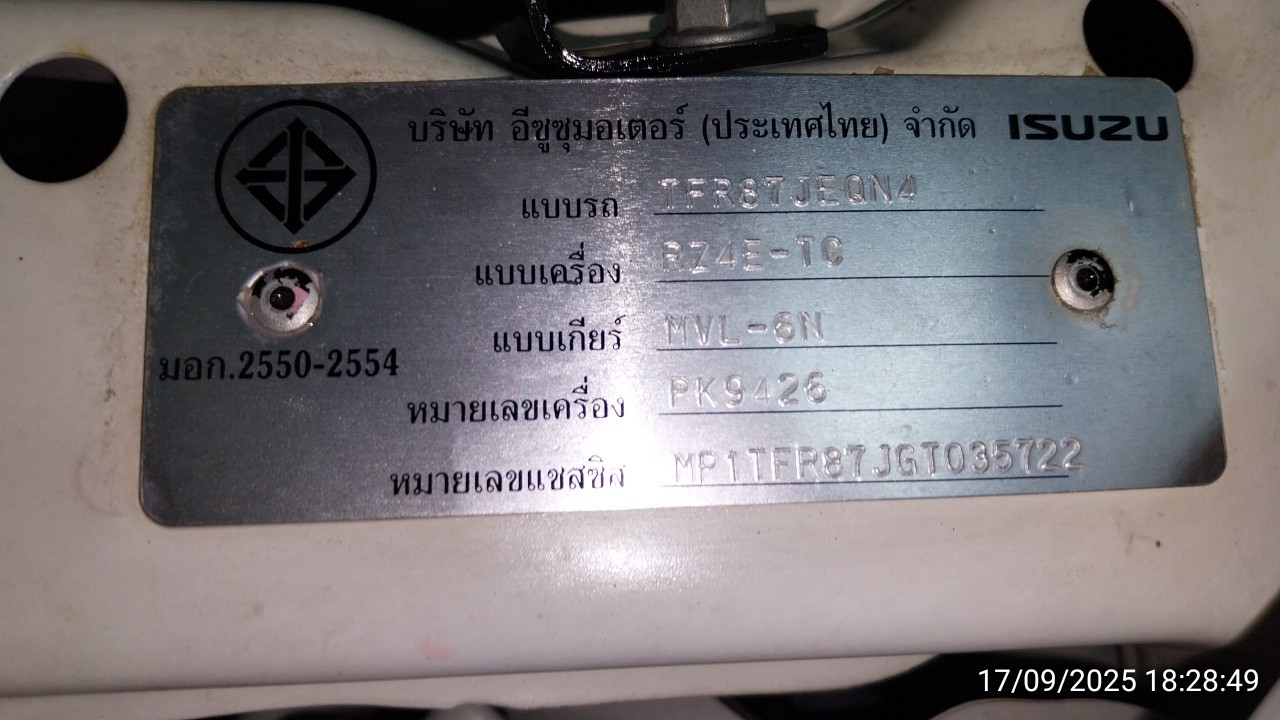 บริษัท อีซูซุมอเตอร์ (ประเทศไทย) จำกัด ISUZU
แบบรถ TFR87JEQN4
แบบเครื่อง RZ4E-TC
แบบเกียร์ MVL-6N
มอก.2550-2554
หมายเลขเครื่อง PK9426
หมายเลขแชสซิส MP1TFR87JGT035722
17/09/2025 18:28:49